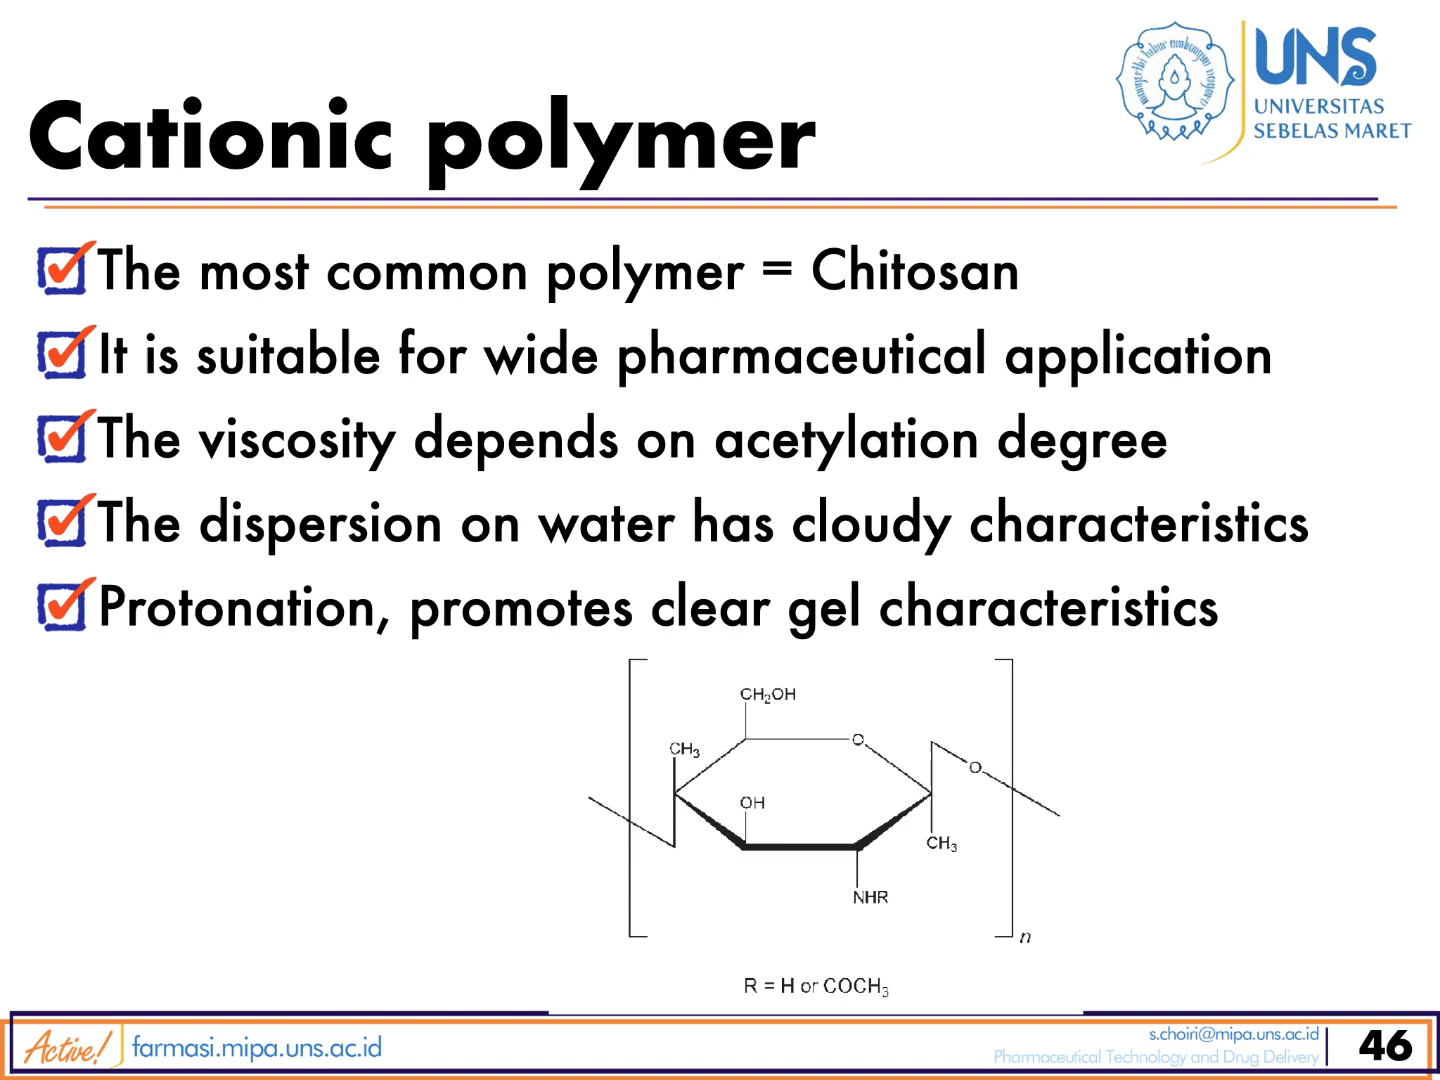 UNS
UNIVERSITAS
SEBELAS MARET
Cationic polymer
The most common polymer = Chitosan
It is suitable for wide pharmaceutical application
The viscosity depends on acetylation degree
The dispersion on water has cloudy characteristics
Protonation, promotes clear gel characteristics
CH₂OH
CH₃
O
O
OH
CH₃
NHR
n
R = H or COCH₃
Active!
farmasi.mipa.uns.ac.id
s.choiri@mipa.uns.ac.id
Pharmaceutical Technology and Drug Delivery
46